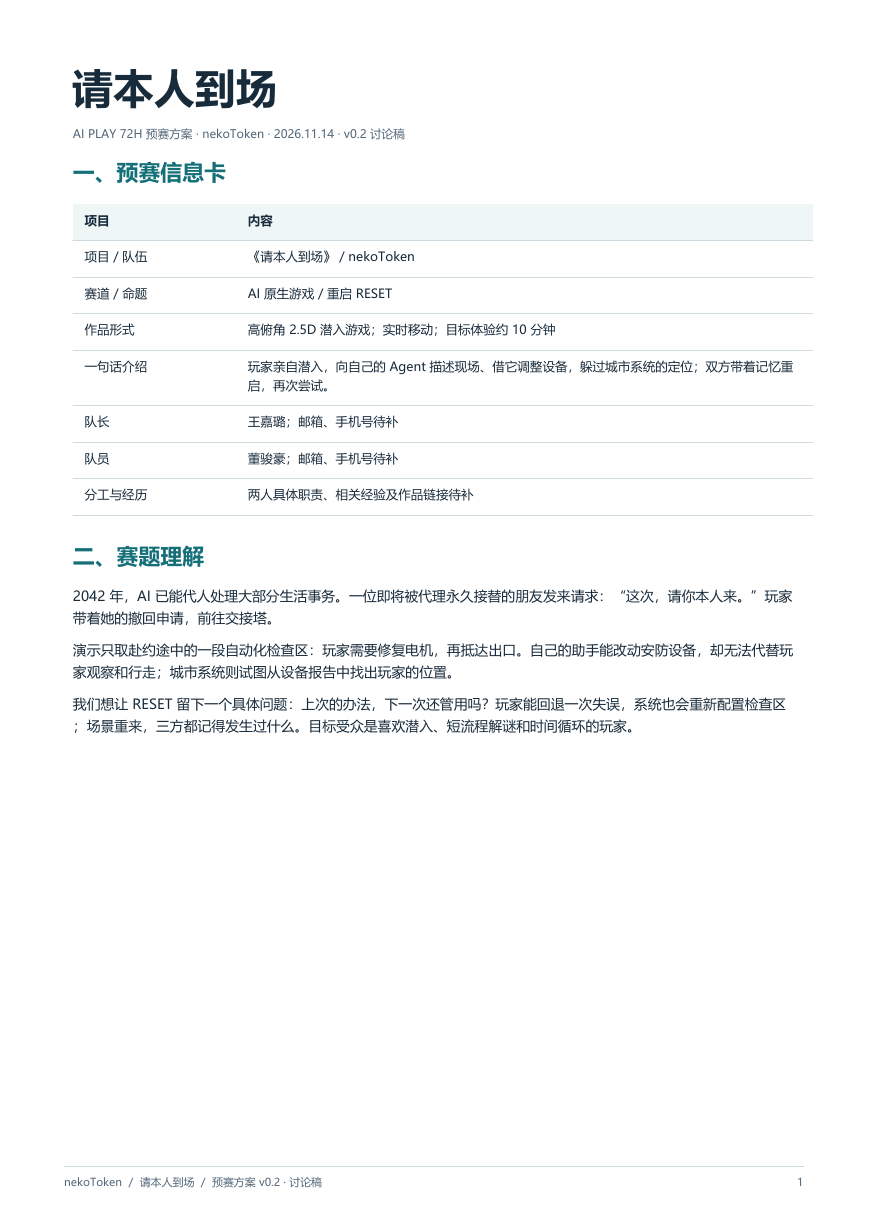 请本人到场
AI PLAY 72H 预赛方案 · nekoToken · 2026.11.14 · v0.2 讨论稿
一、预赛信息卡
项目 内容
项目 / 队伍 《请本人到场》 / nekoToken
赛道 / 命题 AI 原生游戏 / 重启 RESET
作品形式 高俯角 2.5D 潜入游戏；实时移动；目标体验约 10 分钟
一句话介绍 玩家亲自潜入，向自己的 Agent 描述现场、借它调整设备，躲过城市系统的定位；双方带着记忆重
启，再次尝试。
队长 王嘉璐；邮箱、手机号待补
队员 董骏豪；邮箱、手机号待补
分工与经历 两人具体职责、相关经验及作品链接待补
二、赛题理解
2042 年，AI 已能代人处理大部分生活事务。一位即将被代理永久接替的朋友发来请求：“这次，请你本人来。”玩家
带着她的撤回申请，前往交接塔。
演示只取赴约途中的一段自动化检查区：玩家需要修复电机，再抵达出口。自己的助手能改动安防设备，却无法代替玩
家观察和行走；城市系统则试图从设备报告中找出玩家的位置。
我们想让 RESET 留下一个具体问题：上次的办法，下一次还管用吗？玩家能回退一次失误，系统也会重新配置检查区
；场景重来，三方都记得发生过什么。目标受众是喜欢潜入、短流程解谜和时间循环的玩家。
nekoToken / 请本人到场 / 预赛方案 v0.2 · 讨论稿 1